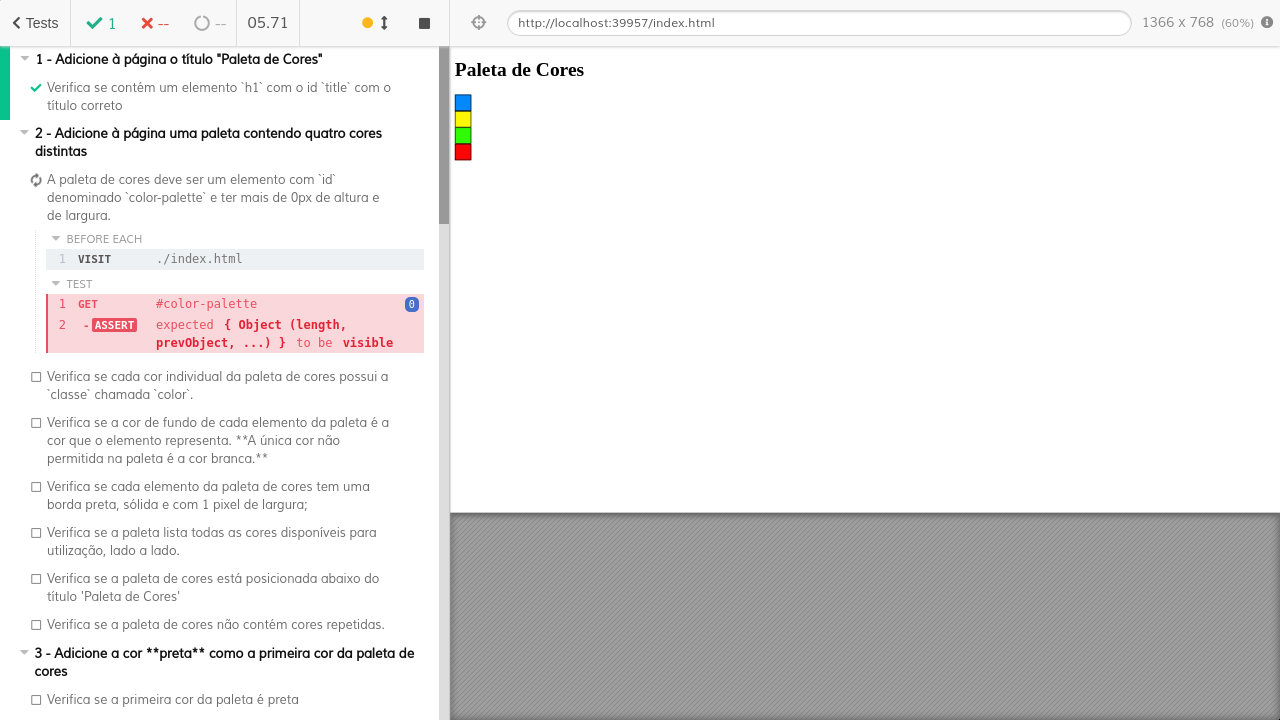 Tests
1
--
--
05.71
http://localhost:39957/index.html
1366 x 768 (60%)
1 - Adicione à página o título "Paleta de Cores"
Verifica se contém um elemento `h1` com o id `title` com o
título correto
2 - Adicione à página uma paleta contendo quatro cores
distintas
A paleta de cores deve ser um elemento com `id`
denominado `color-palette` e ter mais de 0px de altura e
de largura.
BEFORE EACH
1 VISIT ./index.html
TEST
1 GET #color-palette 0
2 -ASSERT expected { Object (length,
prevObject, ...) } to be visible
Verifica se cada cor individual da paleta de cores possui a
`classe` chamada `color`.
Verifica se a cor de fundo de cada elemento da paleta é a
cor que o elemento representa. **A única cor não
permitida na paleta é a cor branca.**
Verifica se cada elemento da paleta de cores tem uma
borda preta, sólida e com 1 pixel de largura;
Verifica se a paleta lista todas as cores disponíveis para
utilização, lado a lado.
Verifica se a paleta de cores está posicionada abaixo do
título 'Paleta de Cores'
Verifica se a paleta de cores não contém cores repetidas.
3 - Adicione a cor **preta** como a primeira cor da paleta de
cores
Verifica se a primeira cor da paleta é preta
Paleta de Cores